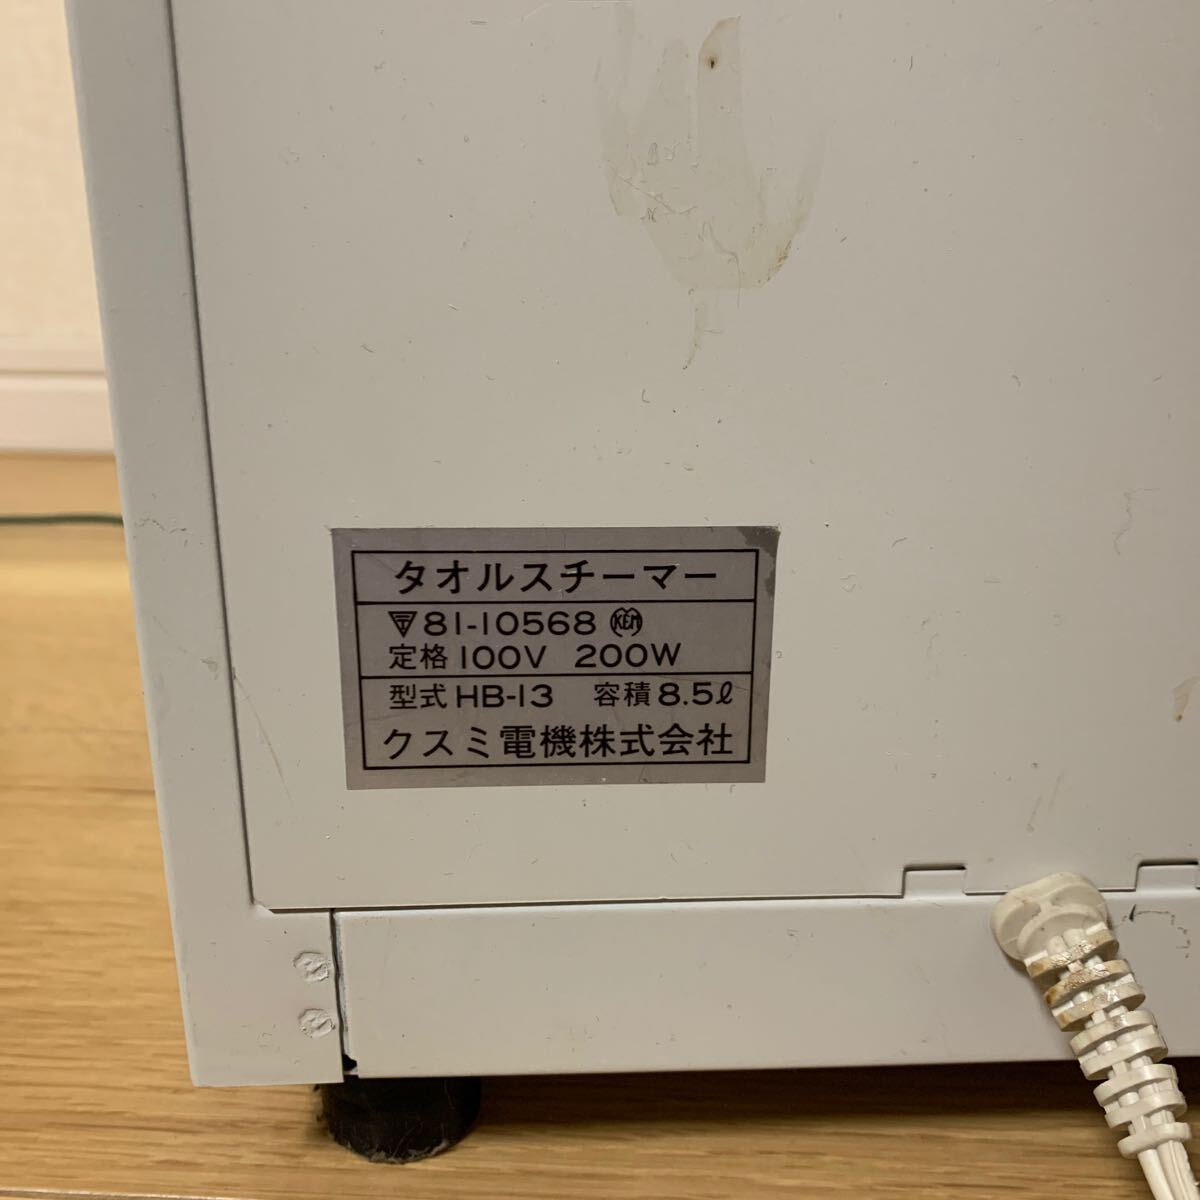 タオルスチーマー
81-10568 KEM
定格 100V 200W
型式 HB-13 容積 8.5ℓ
クスミ電機株式会社